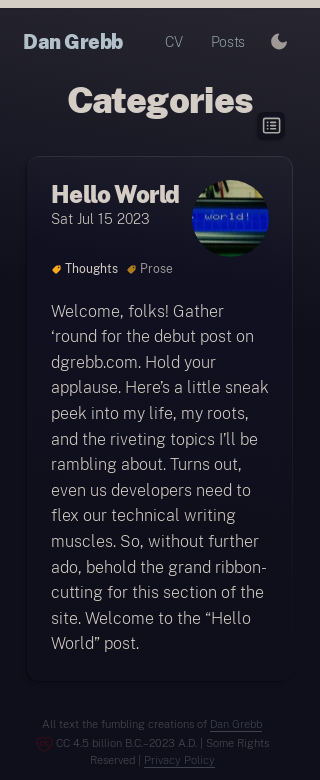 Dan Grebb CV Posts
Categories
Hello World
Sat Jul 15 2023
world!
Thoughts Prose
Welcome, folks! Gather
‘round for the debut post on
dgrebb.com. Hold your
applause. Here’s a little sneak
peek into my life, my roots,
and the riveting topics I’ll be
rambling about. Turns out,
even us developers need to
flex our technical writing
muscles. So, without further
ado, behold the grand ribbon-
cutting for this section of the
site. Welcome to the “Hello
World” post.
All text the fumbling creations of Dan Grebb
CC 4.5 billion B.C.–2023 A.D. | Some Rights
Reserved | Privacy Policy